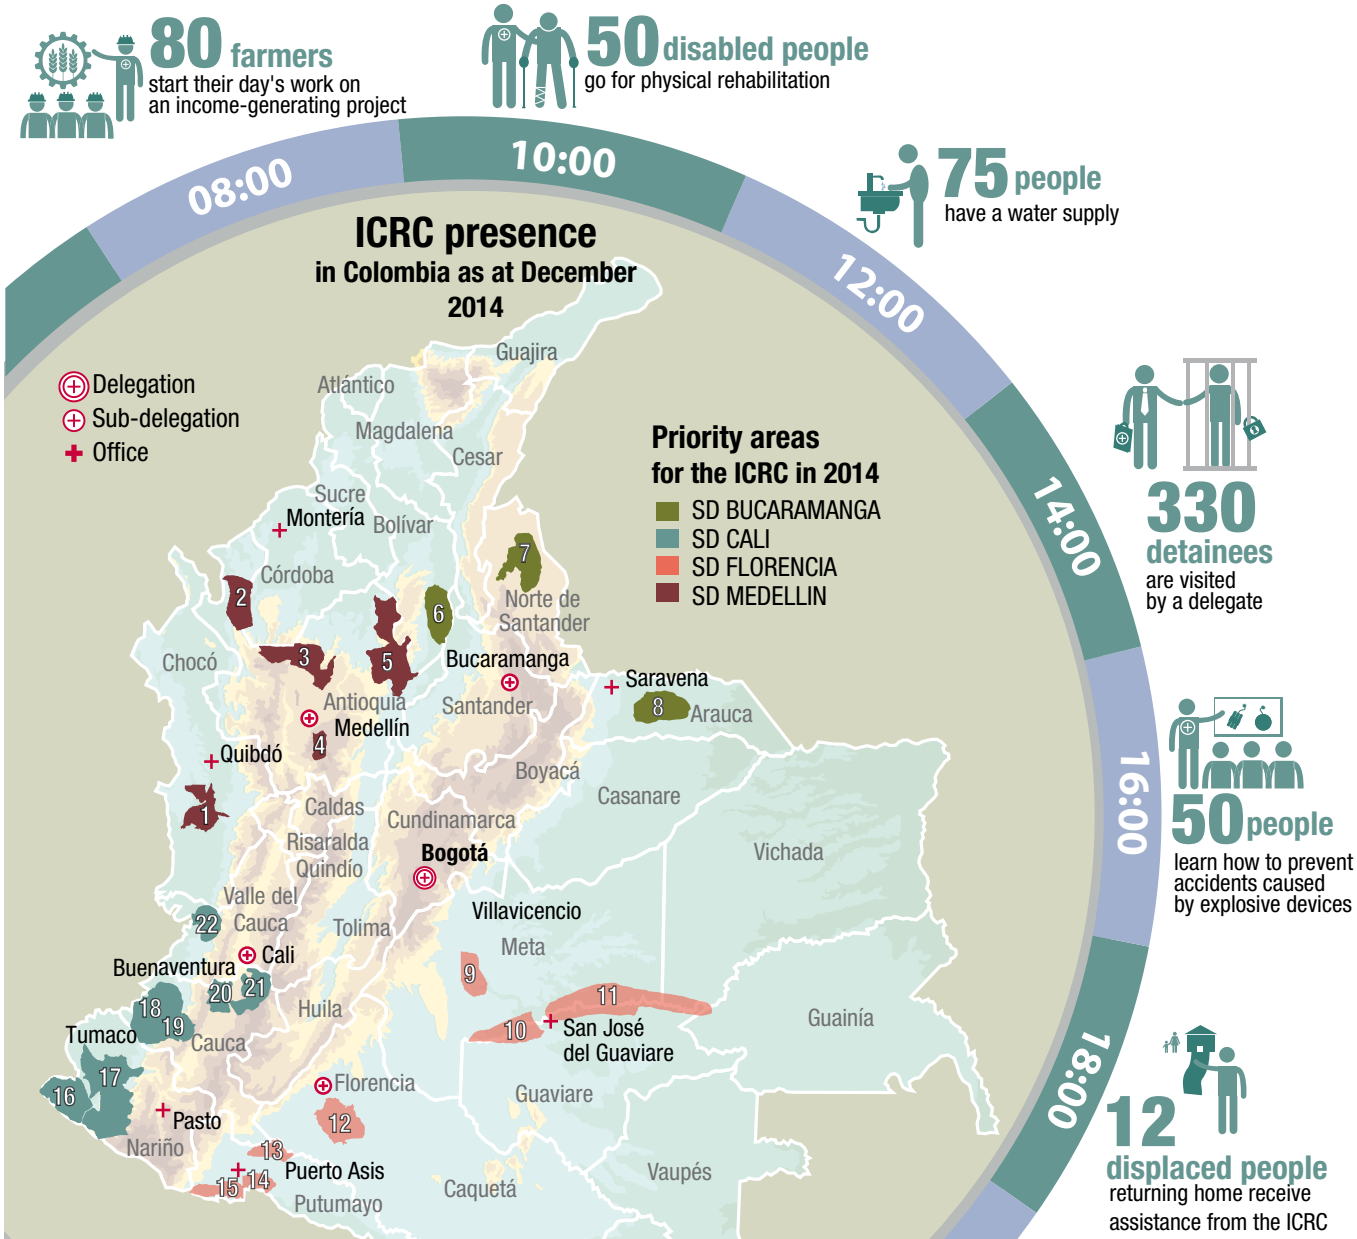 80 farmers
start their day's work on
an income-generating project
50 disabled people
go for physical rehabilitation
75 people
have a water supply
08:00
10:00
12:00
14:00
16:00
18:00
ICRC presence
in Colombia as at December
2014
Delegation
Sub-delegation
Office
Priority areas
for the ICRC in 2014
SD BUCARAMANGA
SD CALI
SD FLORENCIA
SD MEDELLIN
330
detainees
are visited
by a delegate
50 people
learn how to prevent
accidents caused
by explosive devices
12
displaced people
returning home receive
assistance from the ICRC
Guajira
Atlántico
Magdalena
Cesar
Sucre
Montería
Bolívar
Córdoba
7
2
6
Norte de
Santander
Chocó
3
5
Bucaramanga
Saravena
Antioquia
Santander
8
Arauca
Medellín
4
Quibdó
Boyacá
1
Caldas
Casanare
Cundinamarca
Risaralda
Bogotá
Vichada
Quindío
Valle del
Cauca
22
Villavicencio
Tolima
Meta
Cali
Buenaventura
9
20
21
11
18
Huila
Guainía
19
10
San José
del Guaviare
Tumaco
Cauca
17
16
Florencia
Guaviare
12
Pasto
Nariño
13
Puerto Asis
14
15
Putumayo
Caquetá
Vaupés